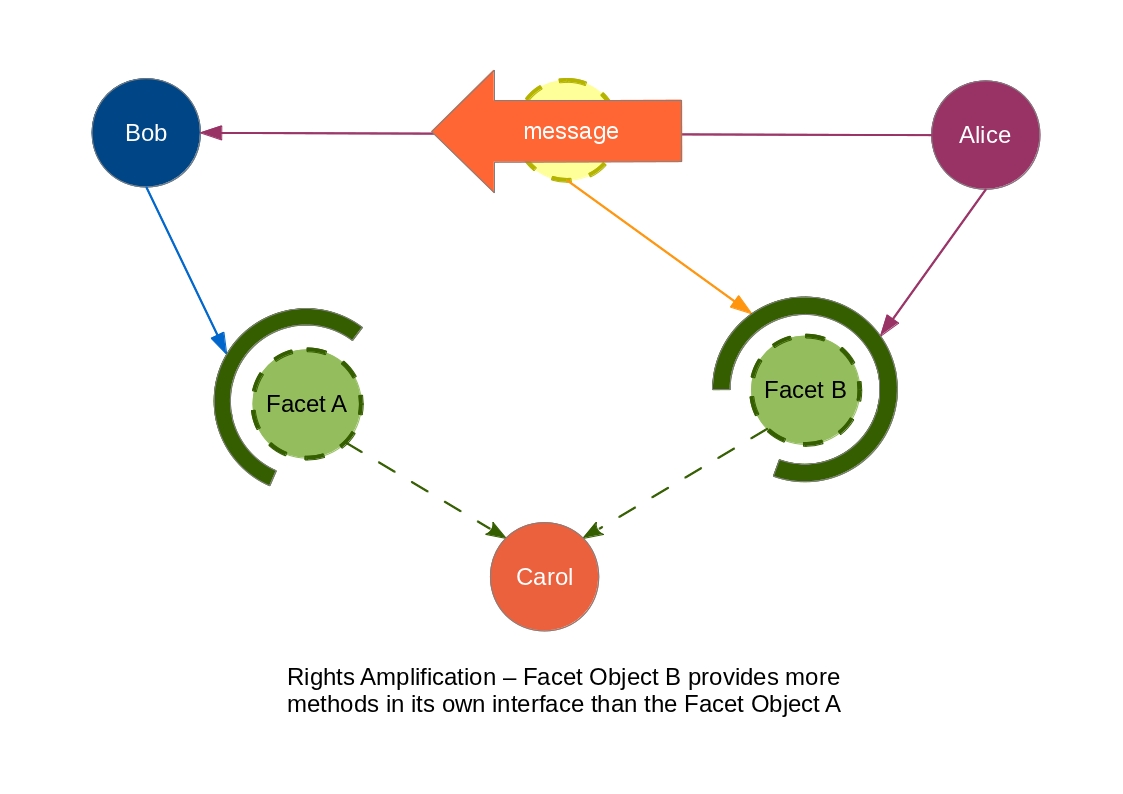 Bob
message
Alice
Facet A
Facet B
Carol
Rights Amplification – Facet Object B provides more
methods in its own interface than the Facet Object A